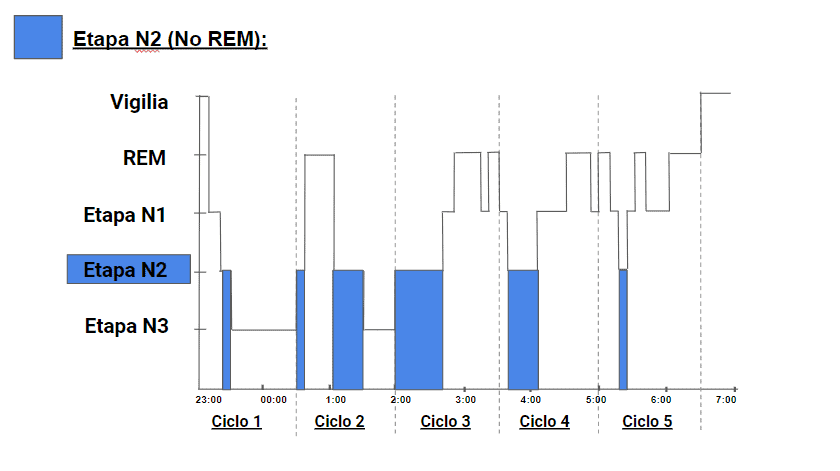 Etapa N2 (No REM):
Vigilia
REM
Etapa N1
Etapa N2
Etapa N3
23:00 00:00 1:00 2:00 3:00 4:00 5:00 6:00 7:00
Ciclo 1 Ciclo 2 Ciclo 3 Ciclo 4 Ciclo 5